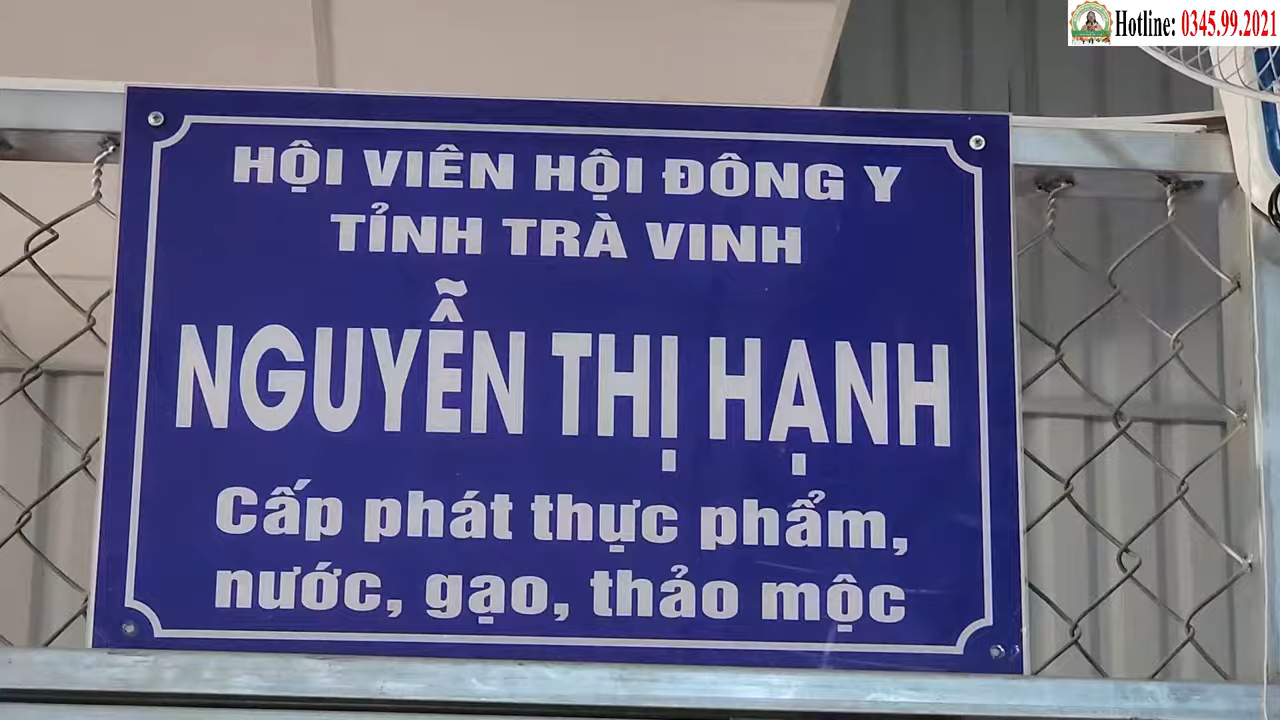 Hotline: 0345.99.2021
HỘI VIÊN HỘI ĐÔNG Y
TỈNH TRÀ VINH
NGUYỄN THỊ HẠNH
Cấp phát thực phẩm,
nước, gạo, thảo mộc